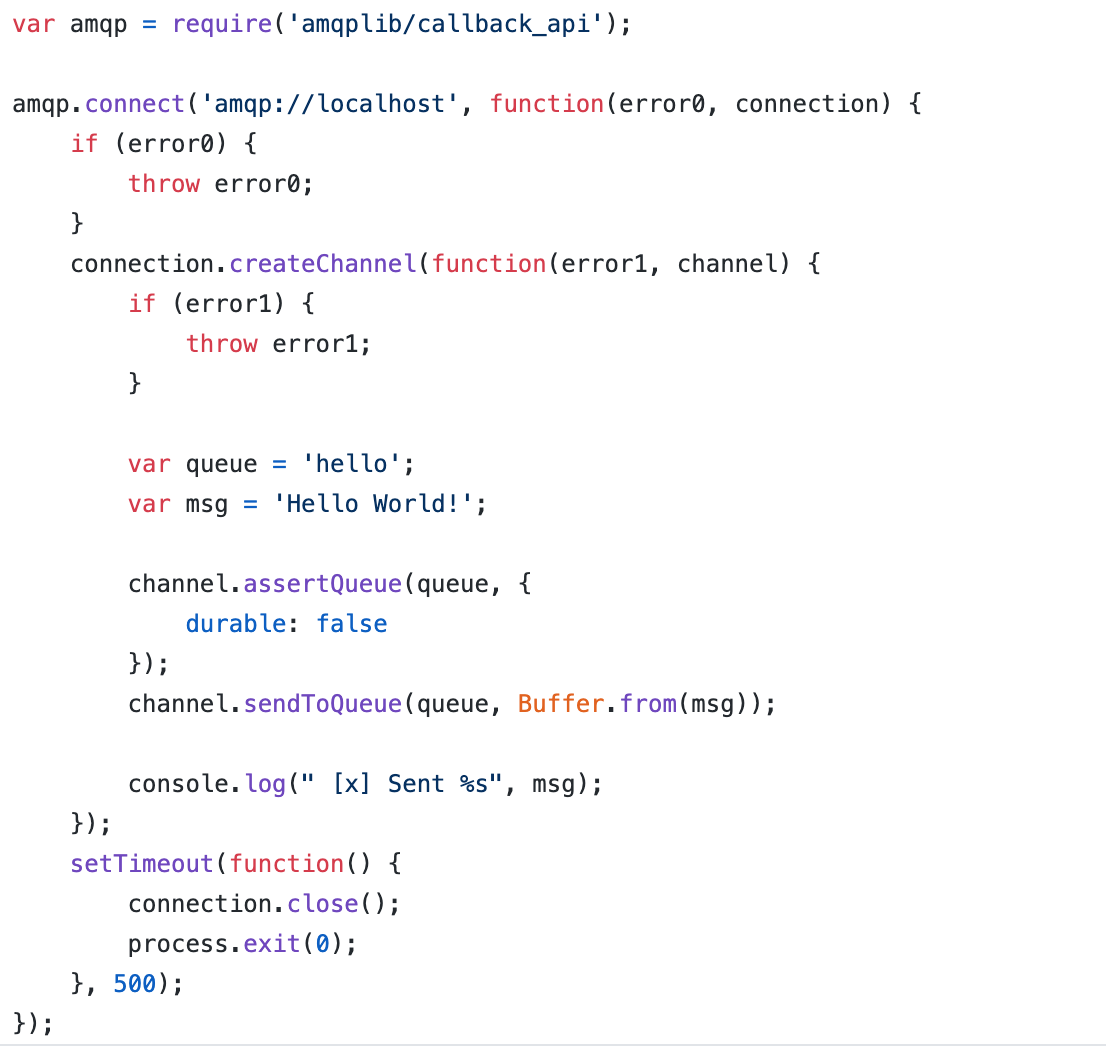 var amqp = require('amqplib/callback_api');

amqp.connect('amqp://localhost', function(error0, connection) {
    if (error0) {
        throw error0;
    }
    connection.createChannel(function(error1, channel) {
        if (error1) {
            throw error1;
        }

        var queue = 'hello';
        var msg = 'Hello World!';

        channel.assertQueue(queue, {
            durable: false
        });
        channel.sendToQueue(queue, Buffer.from(msg));

        console.log(" [x] Sent %s", msg);
    });
    setTimeout(function() {
        connection.close();
        process.exit(0);
    }, 500);
});